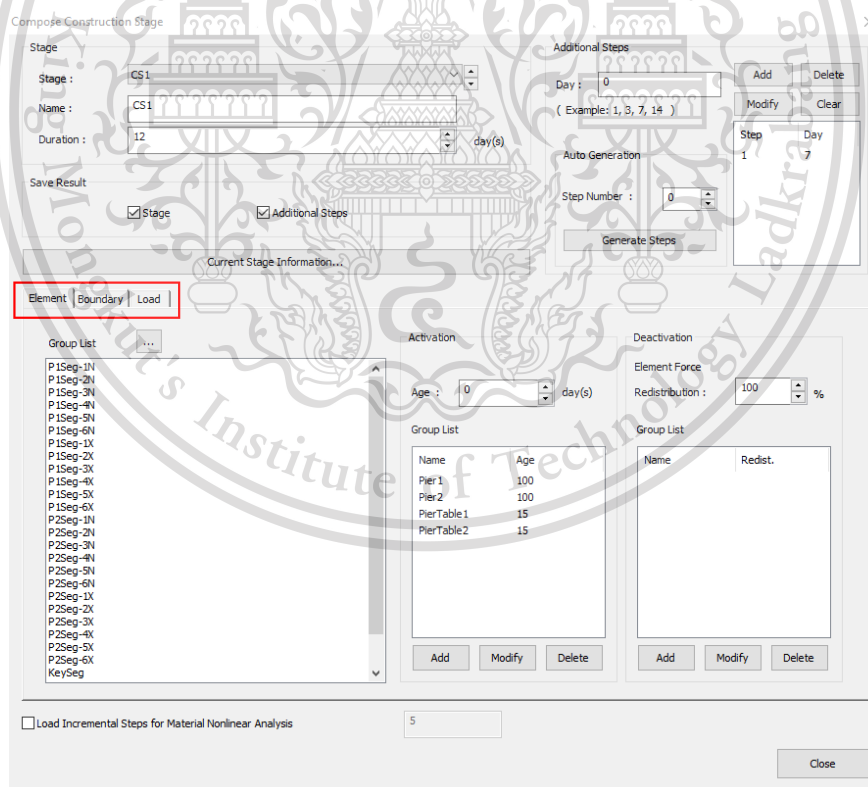 Compose Construction Stage
Stage
Stage :
CS1
Name :
CS1
Duration :
12
day(s)
Save Result
Stage
Additional Steps
Current Stage Information...
Additional Steps
Day :
0
( Example: 1, 3, 7, 14 )
Auto Generation
Step Number :
0
Generate Steps
Add
Delete
Modify
Clear
Step Day
1 7
Element Boundary Load
Group List
...
P1Seg-1N
P1Seg-2N
P1Seg-3N
P1Seg-4N
P1Seg-5N
P1Seg-6N
P1Seg-1X
P1Seg-2X
P1Seg-3X
P1Seg-4X
P1Seg-5X
P1Seg-6X
P2Seg-1N
P2Seg-2N
P2Seg-3N
P2Seg-4N
P2Seg-5N
P2Seg-6N
P2Seg-1X
P2Seg-2X
P2Seg-3X
P2Seg-4X
P2Seg-5X
P2Seg-6X
KeySeg
Activation
Age :
0
day(s)
Group List
Name Age
Pier1 100
Pier2 100
PierTable1 15
PierTable2 15
Add
Modify
Delete
Deactivation
Element Force
Redistribution :
100
%
Group List
Name Redist.
Add
Modify
Delete
Load Incremental Steps for Material Nonlinear Analysis
5
Close
King Mongkut's Institute of Technology Ladkrabang